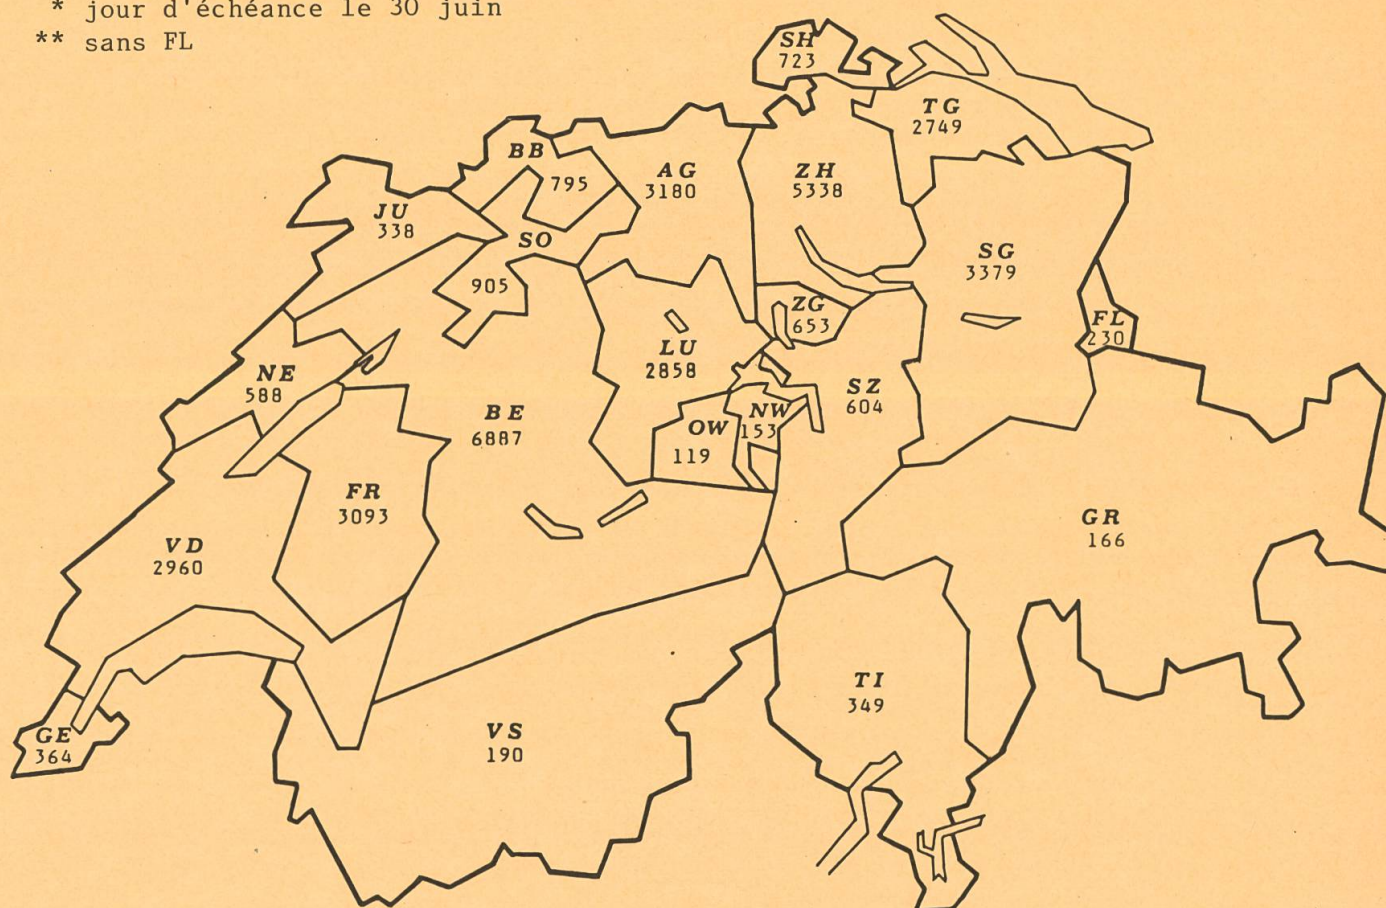 * jour d'échéance le 30 juin
** sans FL
SH
723
TG
2749
BB
795
AG
3180
ZH
5338
JU
338
SO
905
SG
3379
ZG
653
FL
230
LU
2858
NE
588
SZ
604
BE
6887
OW
119
NW
153
FR
3093
GR
166
VD
2960
TI
349
GE
364
VS
190